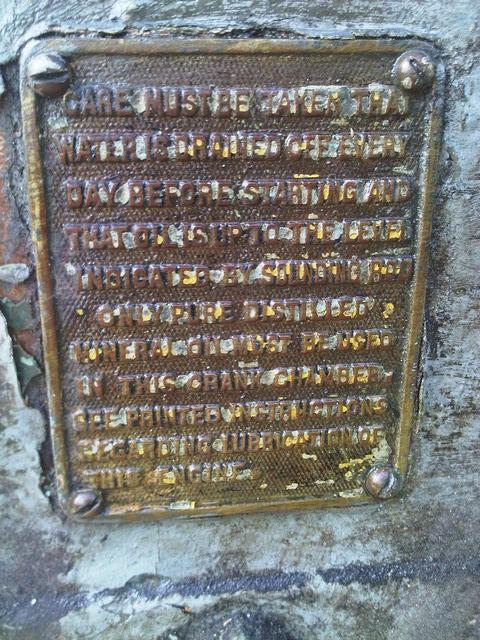 CARE MUST BE TAKEN THAT
WATER IS DRAINED OFF EVERY
DAY BEFORE STARTING AND
THAT OIL IS UP TO THE LEVEL
INDICATED BY SOUNDING ROD
ONLY PURE DISTILLED
MINERAL OIL MUST BE USED
IN THIS CRANK CHAMBER.
SEE PRINTED INSTRUCTIONS
REGARDING LUBRICATION OF
THIS ENGINE.